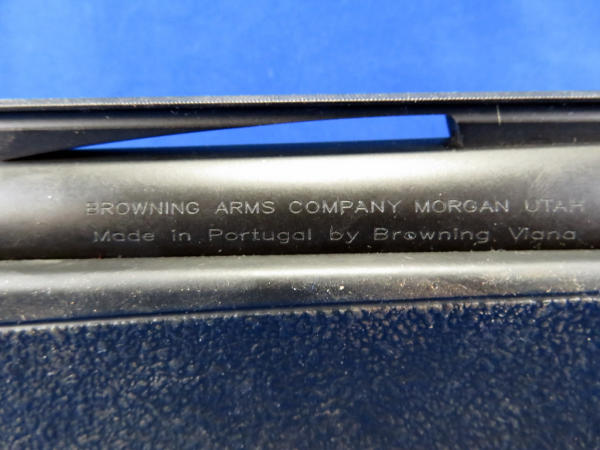 BROWNING ARMS COMPANY MORGAN UTAH
Made in Portugal by Browning Viana